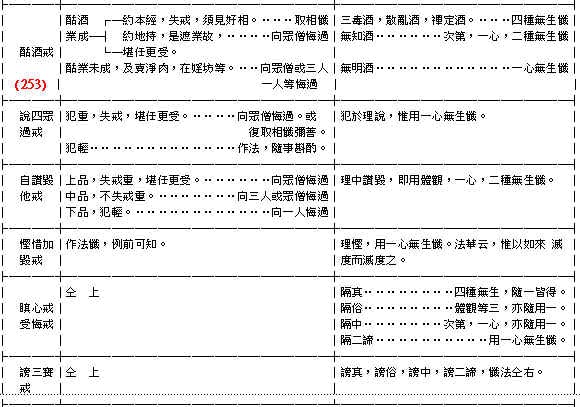 酤酒戒
(253)
酤酒 ┌─約本經，失戒，須見好相。‥‥‥取相懺
業成─┤ 約地持，是遮業故，‥‥‥‥向眾僧悔過
└─堪任更受。
酤業未成，及賣淨肉，在婬坊等。‥‥向眾僧或三人
一人等悔過
三毒酒，散亂酒，禪定酒。‥‥‥四種無生懺
無知酒‥‥‥‥‥次第，一心，二種無生懺
無明酒‥‥‥‥‥‥‥‥‥‥‥‥一心無生懺
說四眾
過戒
犯重，失戒，堪任更受。‥‥‥‥向眾僧悔過。或
復取相懺彌善。
犯輕‥‥‥‥‥‥‥‥‥‥‥‥作法，隨事斟酌。
犯於理說，惟用一心無生懺。
自讚毀
他戒
上品，失戒重，堪任更受。‥‥‥‥‥向眾僧悔過
中品，不失戒重。‥‥‥‥‥向三人或眾僧悔過
下品，犯輕。‥‥‥‥‥‥‥‥‥‥向一人悔過
理中讚毀，即用體觀，一心，二種無生懺。
慳惜加
毀戒
作法懺，例前可知。
理慳，用一心無生懺。法華云，惟以如來 滅
度而滅度之。
瞋心戒
受悔戒
仝 上
隔真‥‥‥‥‥‥‥四種無生，隨一皆得。
隔俗‥‥‥‥‥‥‥體觀等三，亦隨用一。
隔中‥‥‥‥‥‥次第，一心，亦隨用一。
隔二諦‥‥‥‥‥‥‥‥‥用一心無生懺。
謗三寶
戒
仝 上
謗真，謗俗，謗中，謗二諦，懺法仝右。